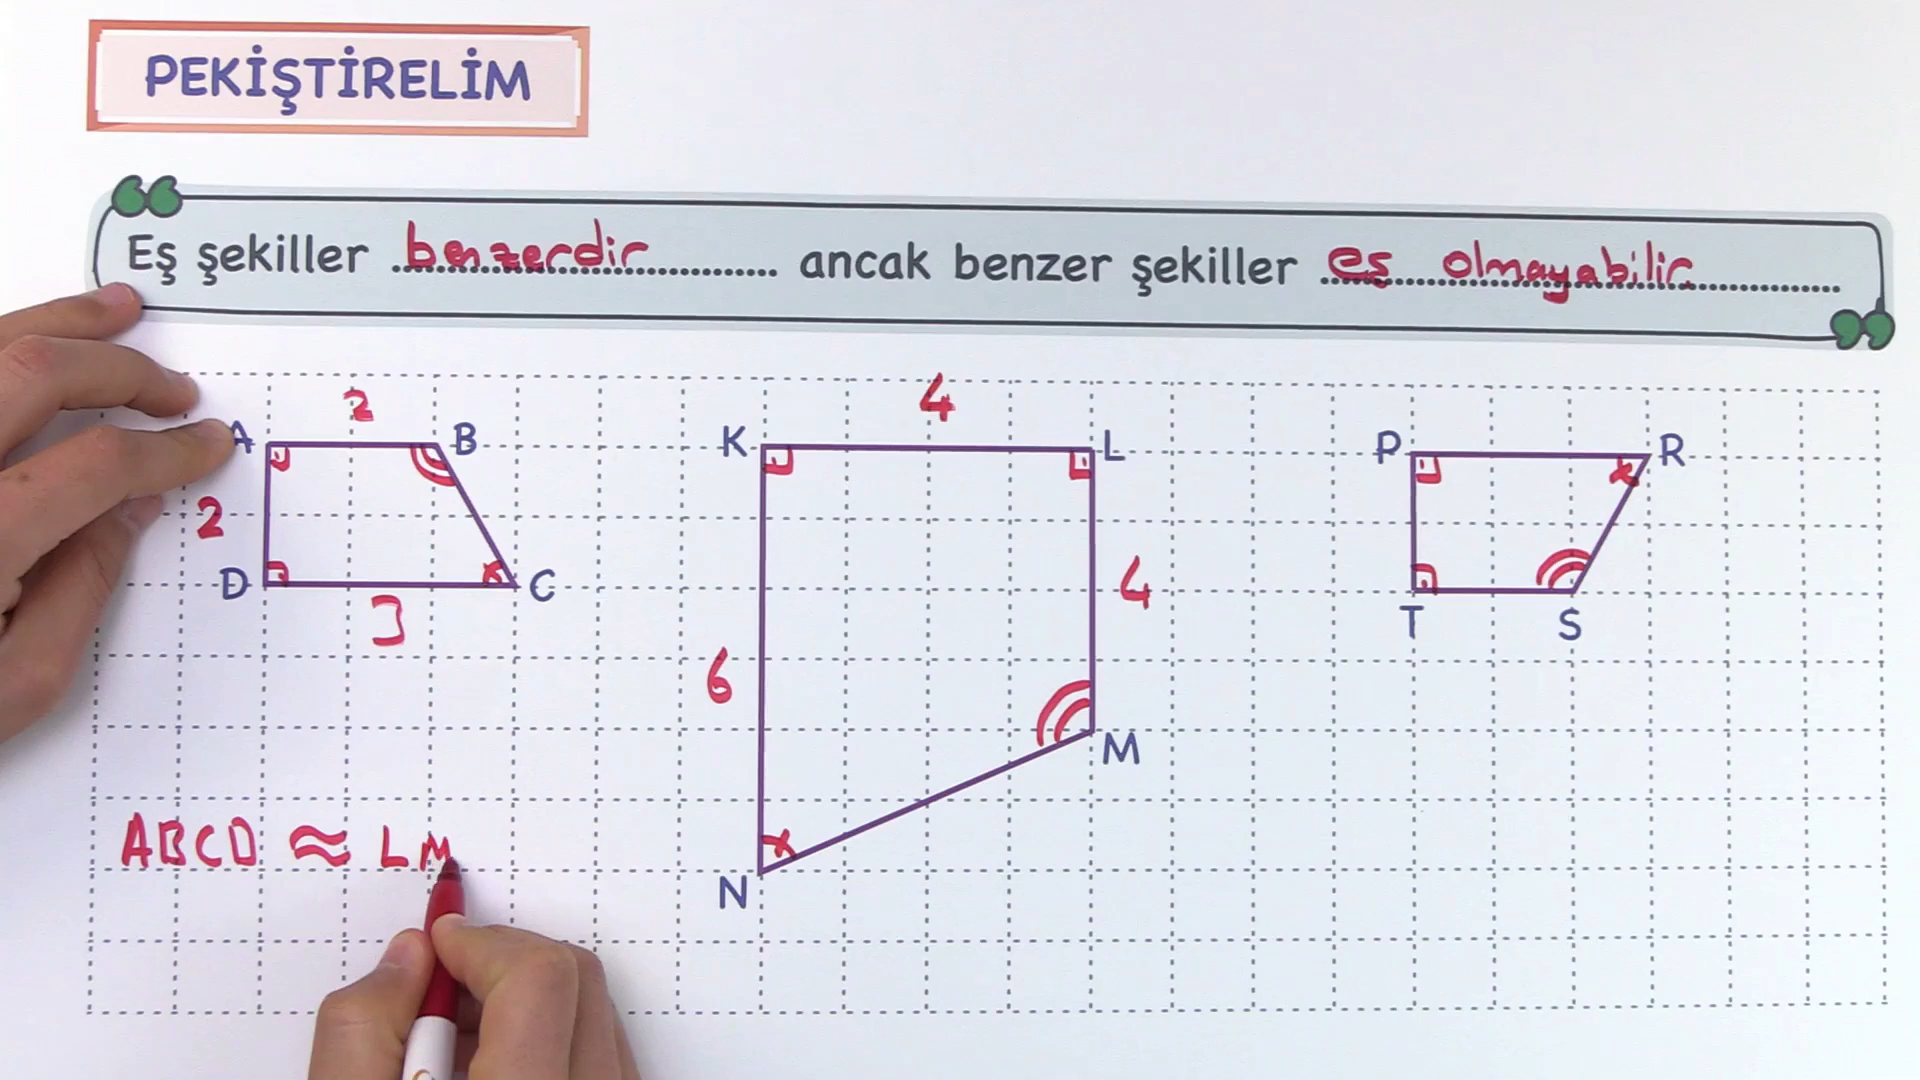 PEKİŞTİRELİM
Eş şekiller benzerdir ancak benzer şekiller eş olmayabilir.
2 4
A B K L P R
2 4
D C T S
3
6
M
ABCD ≈ LM
N